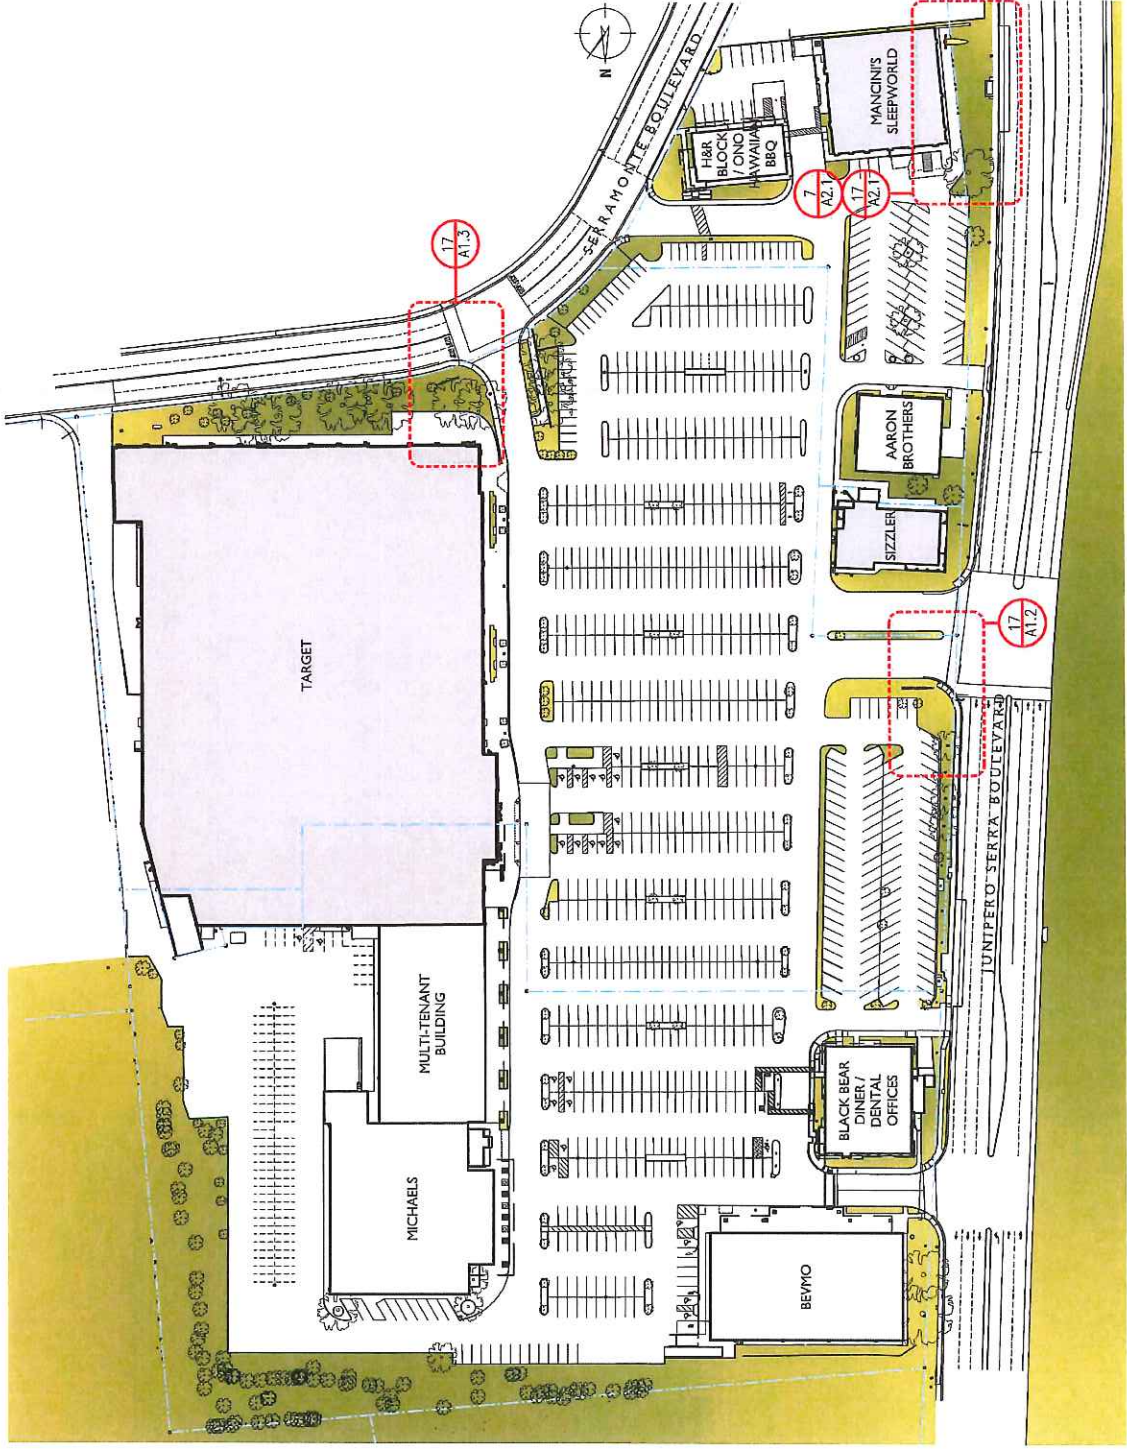 N
SERRAMONTE BOULEVARD
MANCINI'S
SLEEPWORLD
H&R
BLOCK
/ ONO
HAWAIIAN
BBQ
7
A2.1
17
A2.1
17
A1.3
AARON
BROTHERS
SIZZLER
TARGET
17
A1.2
JUNIPERO SERRA BOULEVARD
MULTI-TENANT
BUILDING
BLACK BEAR
DINER /
DENTAL
OFFICES
MICHAELS
BEVMO